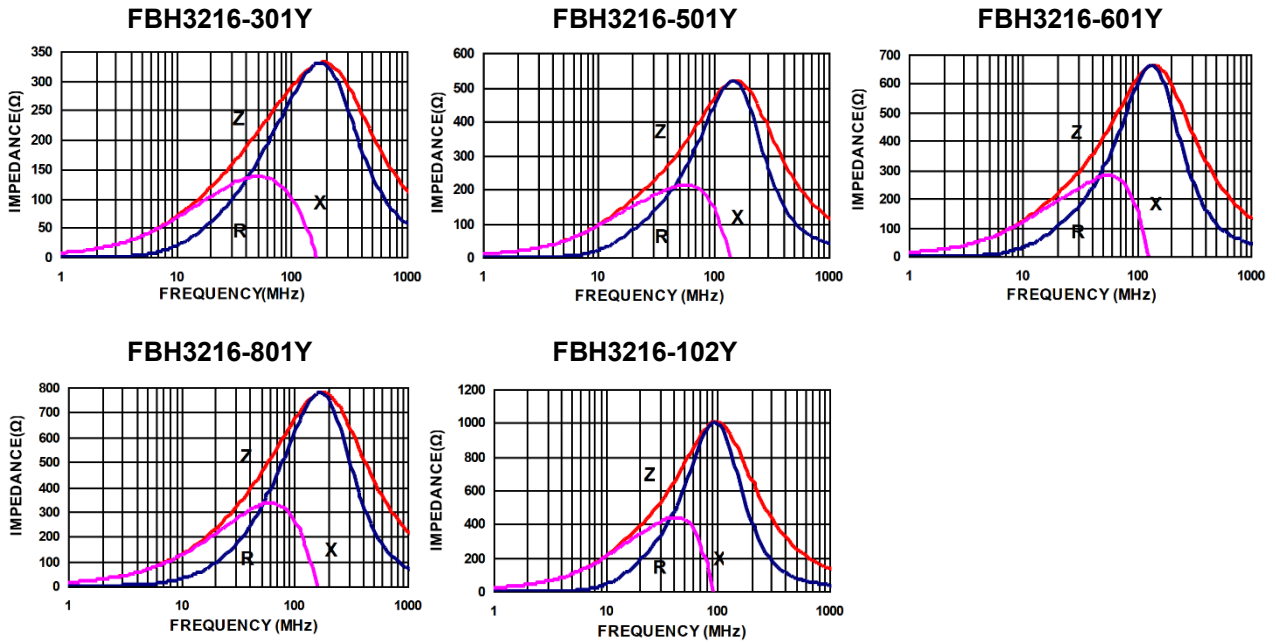 FBH3216-301Y
350
300
250
200
150
100
50
0
IMPEDANCE(Ω)
Z
X
R
1 10 100 1000
FREQUENCY(MHz)
FBH3216-501Y
600
500
400
300
200
100
0
IMPEDANCE(Ω)
Z
X
R
1 10 100 1000
FREQUENCY (MHz)
FBH3216-601Y
700
600
500
400
300
200
100
0
IMPEDANCE(Ω)
Z
X
R
1 10 100 1000
FREQUENCY (MHz)
FBH3216-801Y
800
700
600
500
400
300
200
100
0
IMPEDANCE(Ω)
Z
X
R
1 10 100 1000
FREQUENCY (MHz)
FBH3216-102Y
1200
1000
800
600
400
200
0
IMPEDANCE(Ω)
Z
X
R
1 10 100 1000
FREQUENCY (MHz)